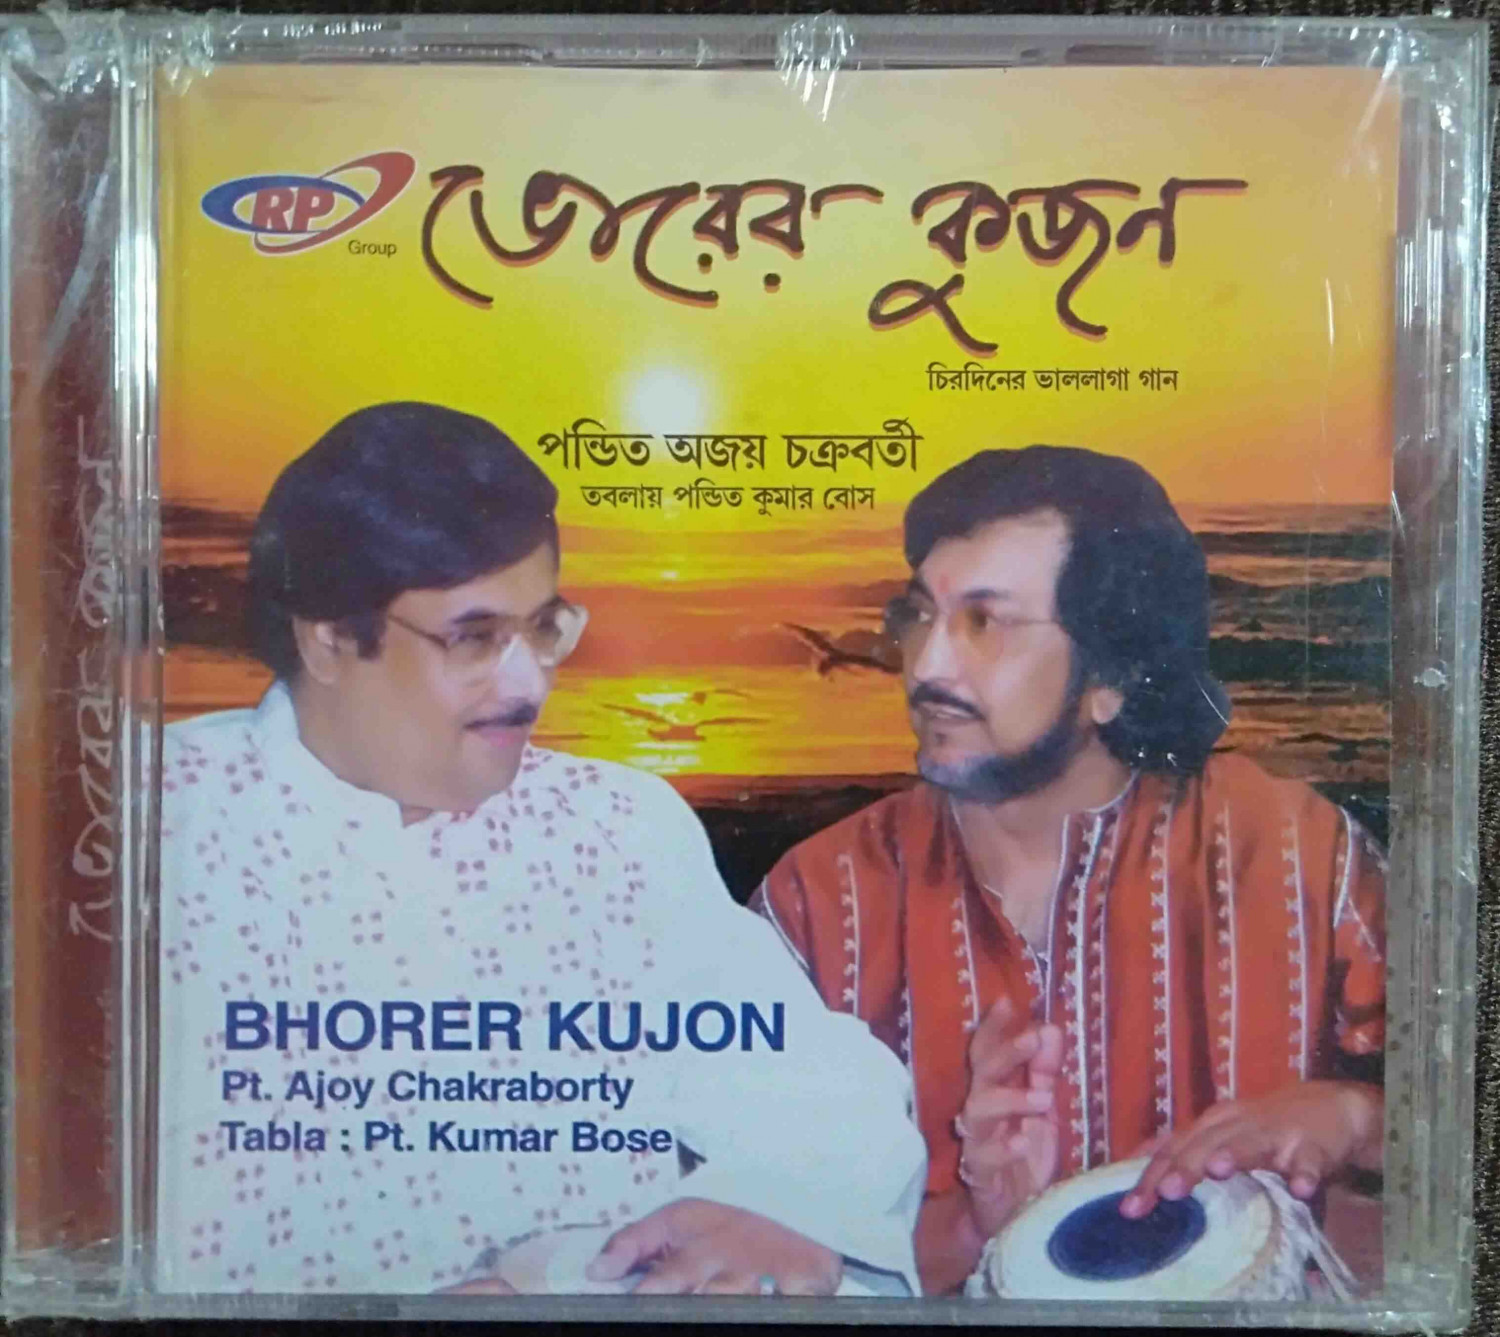 RP
Group
ভোরের কুজন
চিরদিনের ভাললাগা গান
পন্ডিত অজয় চক্রবর্তী
তবলায় পন্ডিত কুমার বোস
BHORER KUJON
Pt. Ajoy Chakraborty
Tabla : Pt. Kumar Bose
ভোরের কুজন